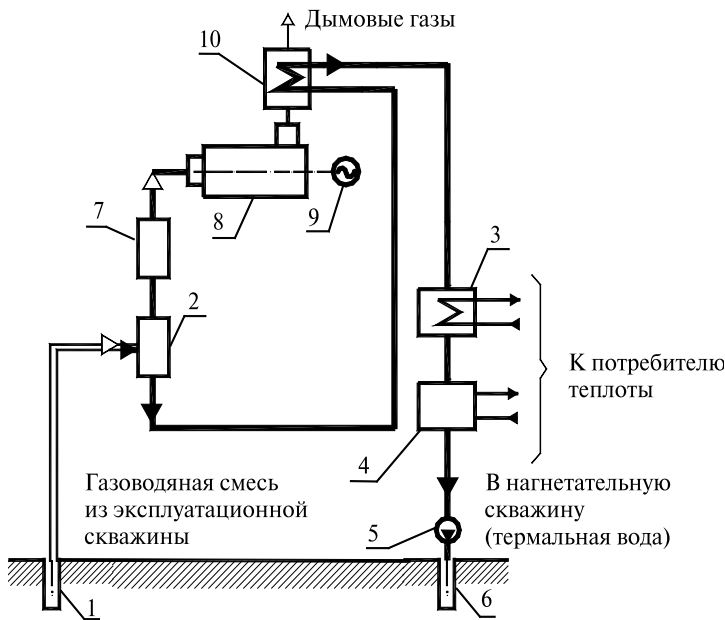 Дымовые газы
10
7
8
9
3
2
К потребителю
теплоты
4
Газоводяная смесь
из эксплуатационной
скважины
В нагнетательную
скважину
(термальная вода)
5
1
6